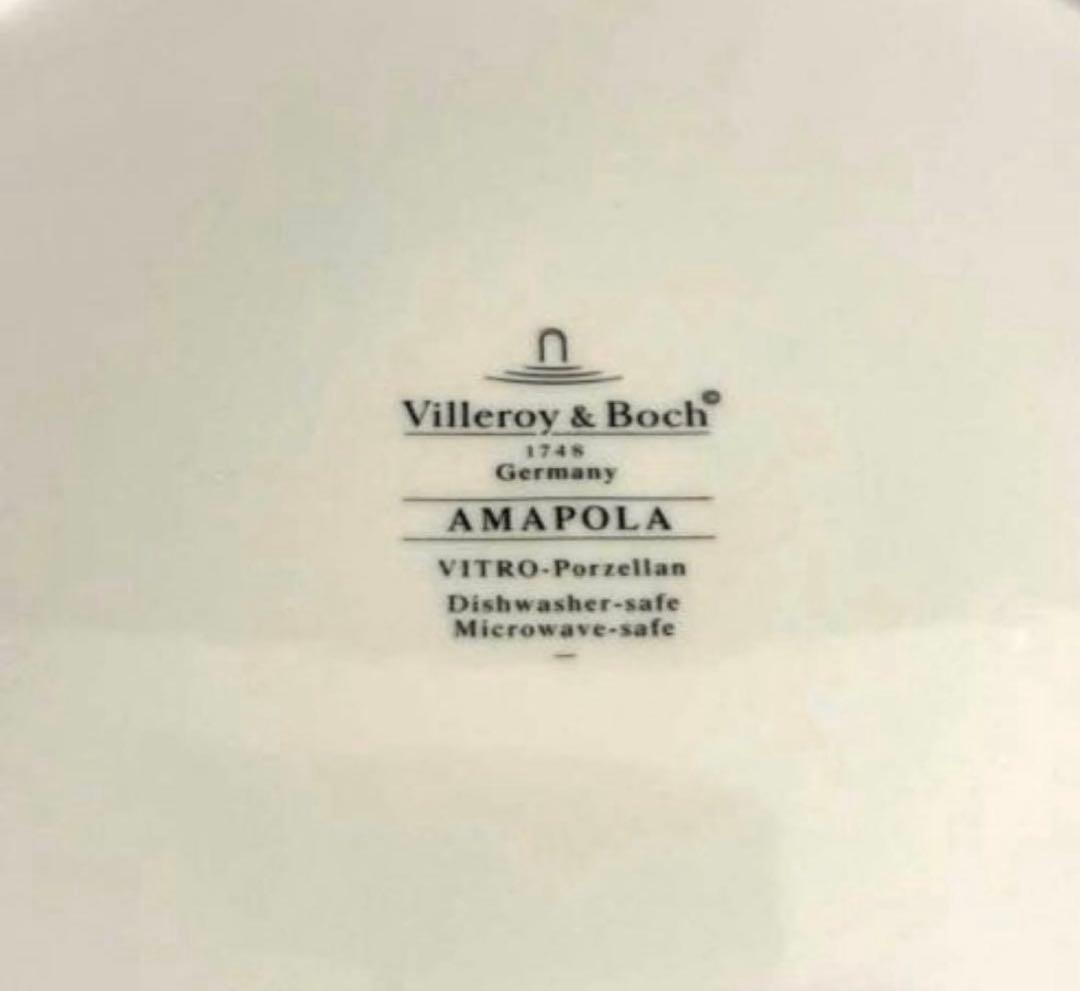 Villeroy & Boch©
1748
Germany
AMAPOLA
VITRO-Porzellan
Dishwasher-safe
Microwave-safe